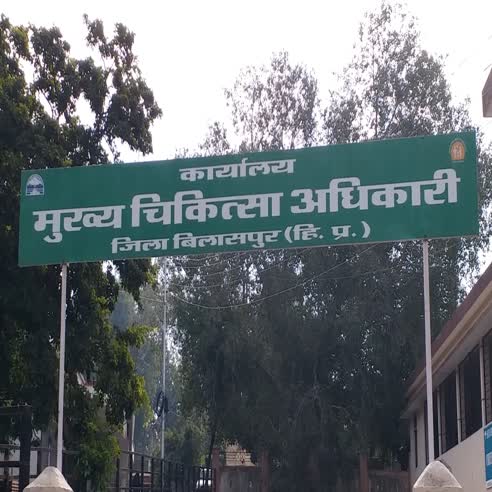 कार्यालय
मुख्य चिकित्सा अधिकारी
जिला बिलासपुर (हि. प्र.)